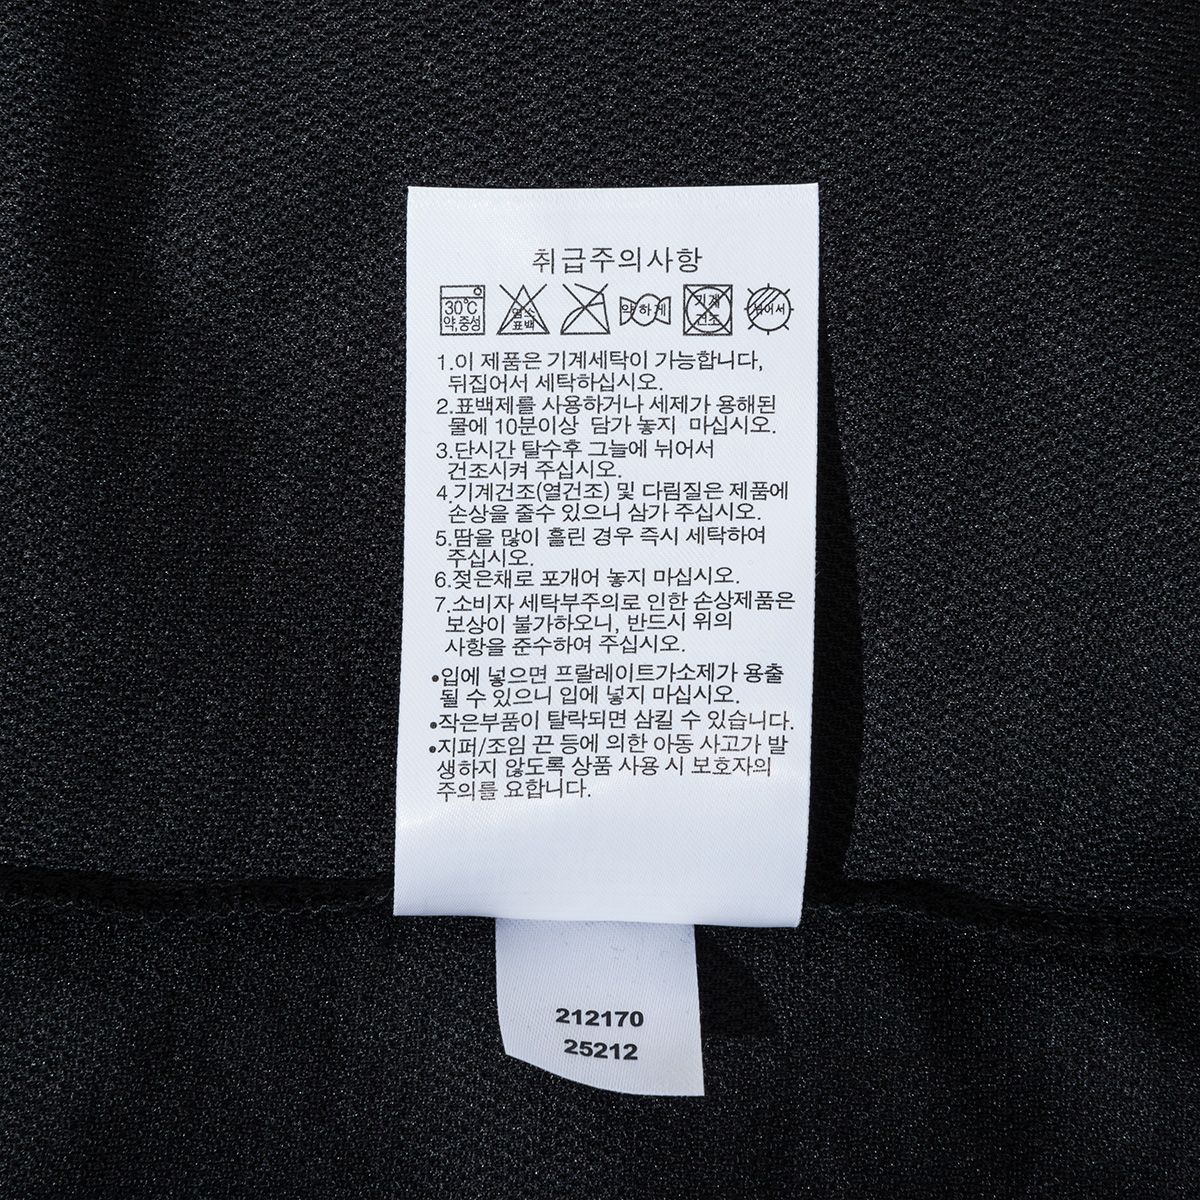 취급주의사항
30℃ 약,중성 염소표백 약하게 기계건조 뉘어서
1.이 제품은 기계세탁이 가능합니다,
뒤집어서 세탁하십시오.
2.표백제를 사용하거나 세제가 용해된
물에 10분이상 담가 놓지 마십시오.
3.단시간 탈수후 그늘에 뉘어서
건조시켜 주십시오.
4.기계건조(열건조) 및 다림질은 제품에
손상을 줄수 있으니 삼가 주십시오.
5.땀을 많이 흘린 경우 즉시 세탁하여
주십시오.
6.젖은채로 포개어 놓지 마십시오.
7.소비자 세탁부주의로 인한 손상제품은
보상이 불가하오니, 반드시 위의
사항을 준수하여 주십시오.
•입에 넣으면 프탈레이트가소제가 용출
될 수 있으니 입에 넣지 마십시오.
•작은부품이 탈락되면 삼킬 수 있습니다.
•지퍼/조임 끈 등에 의한 아동 사고가 발
생하지 않도록 상품 사용 시 보호자의
주의를 요합니다.
212170
25212